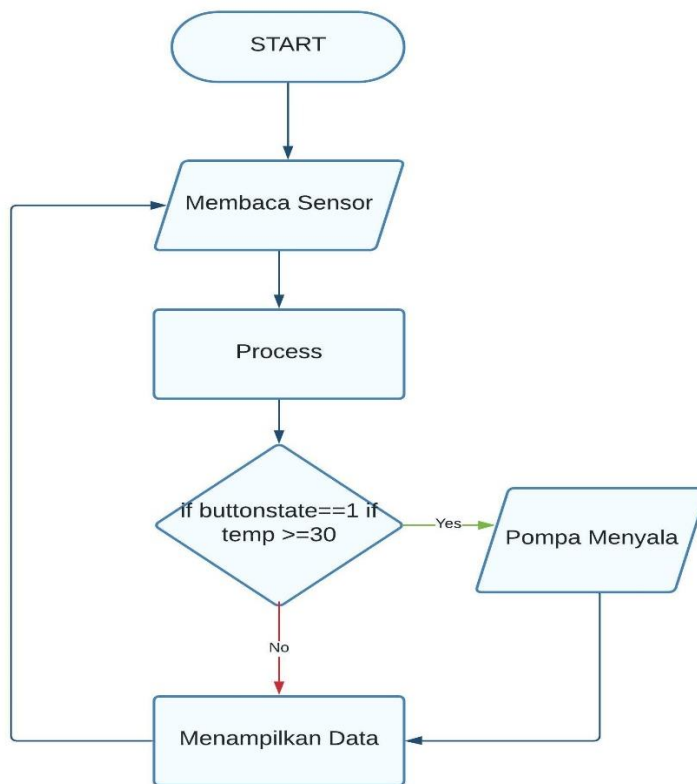 START
Membaca Sensor
Process
if buttonstate==1 if
temp >=30
Yes
Pompa Menyala
No
Menampilkan Data